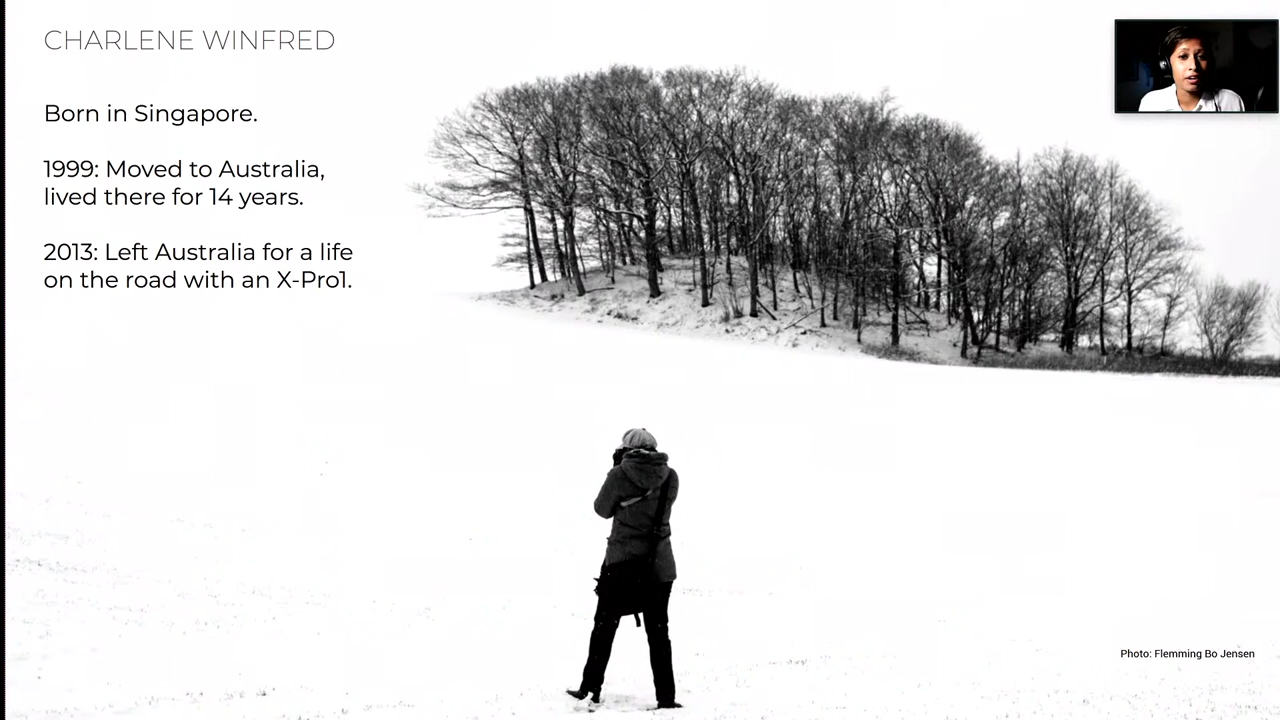 CHARLENE WINFRED
Born in Singapore.
1999: Moved to Australia,
lived there for 14 years.
2013: Left Australia for a life
on the road with an X-Pro1.
Photo: Flemming Bo Jensen